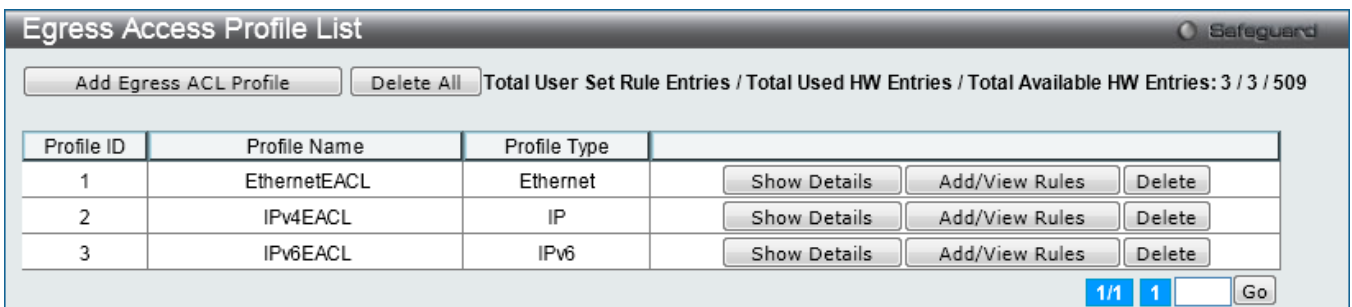 Egress Access Profile List Safeguard
Add Egress ACL Profile Delete All Total User Set Rule Entries / Total Used HW Entries / Total Available HW Entries: 3 / 3 / 509
Profile ID Profile Name Profile Type
1 EthernetEACL Ethernet Show Details Add/View Rules Delete
2 IPv4EACL IP Show Details Add/View Rules Delete
3 IPv6EACL IPv6 Show Details Add/View Rules Delete
1/1 1 Go